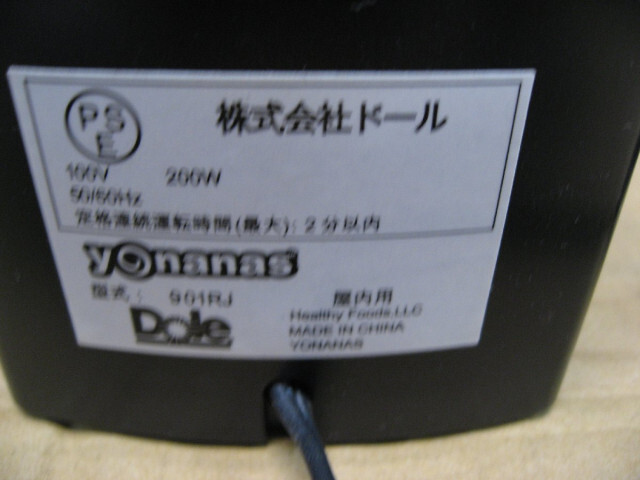 PSE
株式会社ドール
100V 200W
50/60Hz
定格連続運転時間(最大): 2分以内
yonanas
型式: 901RJ 屋内用
Dole
Healthy Foods,LLC
MADE IN CHINA
YONANAS